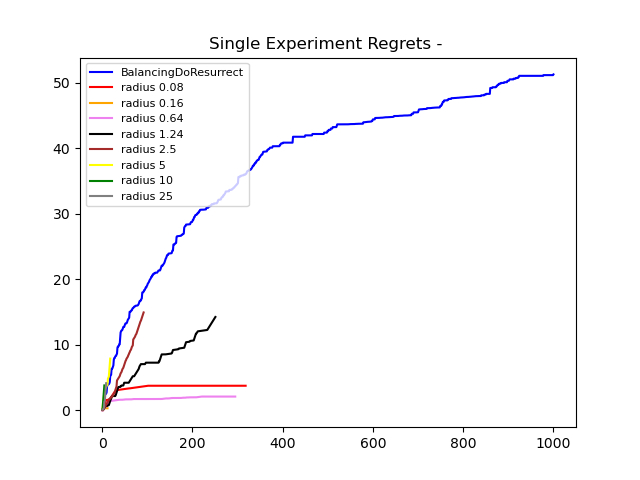 Single Experiment Regrets -
BalancingDoResurrect
radius 0.08
radius 0.16
radius 0.64
radius 1.24
radius 2.5
radius 5
radius 10
radius 25
50
40
30
20
10
0
0 200 400 600 800 1000